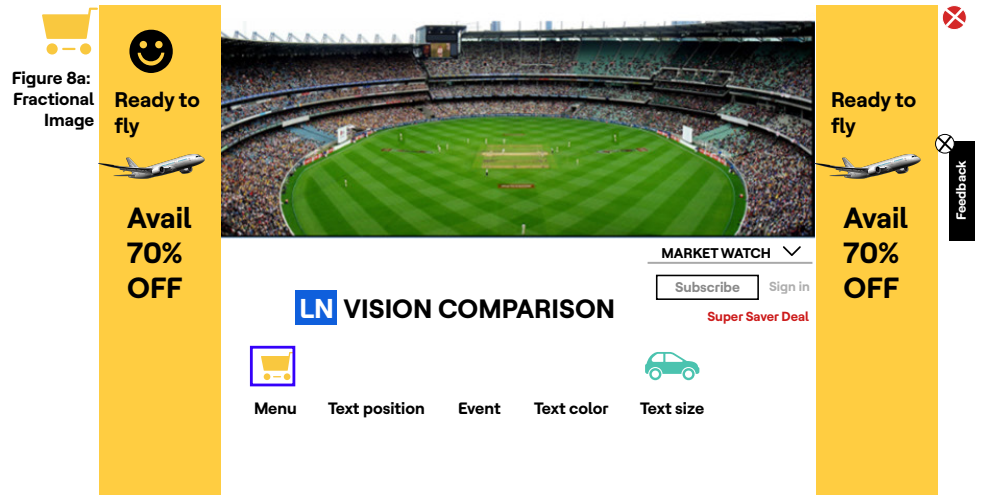 Figure 8a:
Fractional
Image
Ready to
fly
Avail
70%
OFF
MARKET WATCH
Subscribe
Sign in
Super Saver Deal
LN VISION COMPARISON
Menu
Text position
Event
Text color
Text size
Ready to
fly
Avail
70%
OFF
Feedback